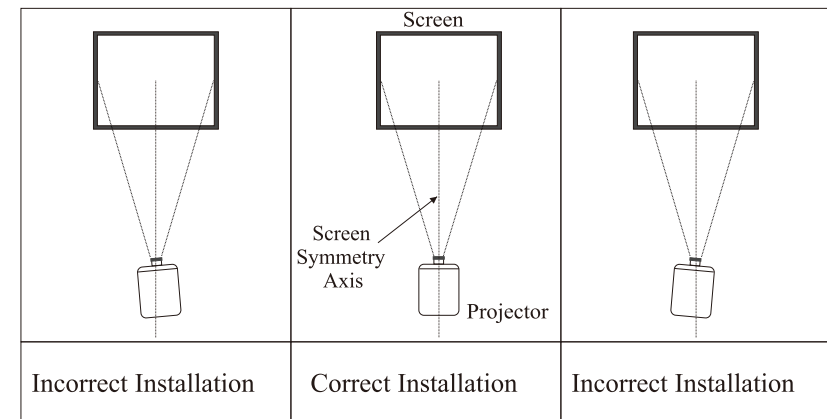 Screen
Screen
Symmetry
Axis
Projector
Incorrect Installation
Correct Installation
Incorrect Installation